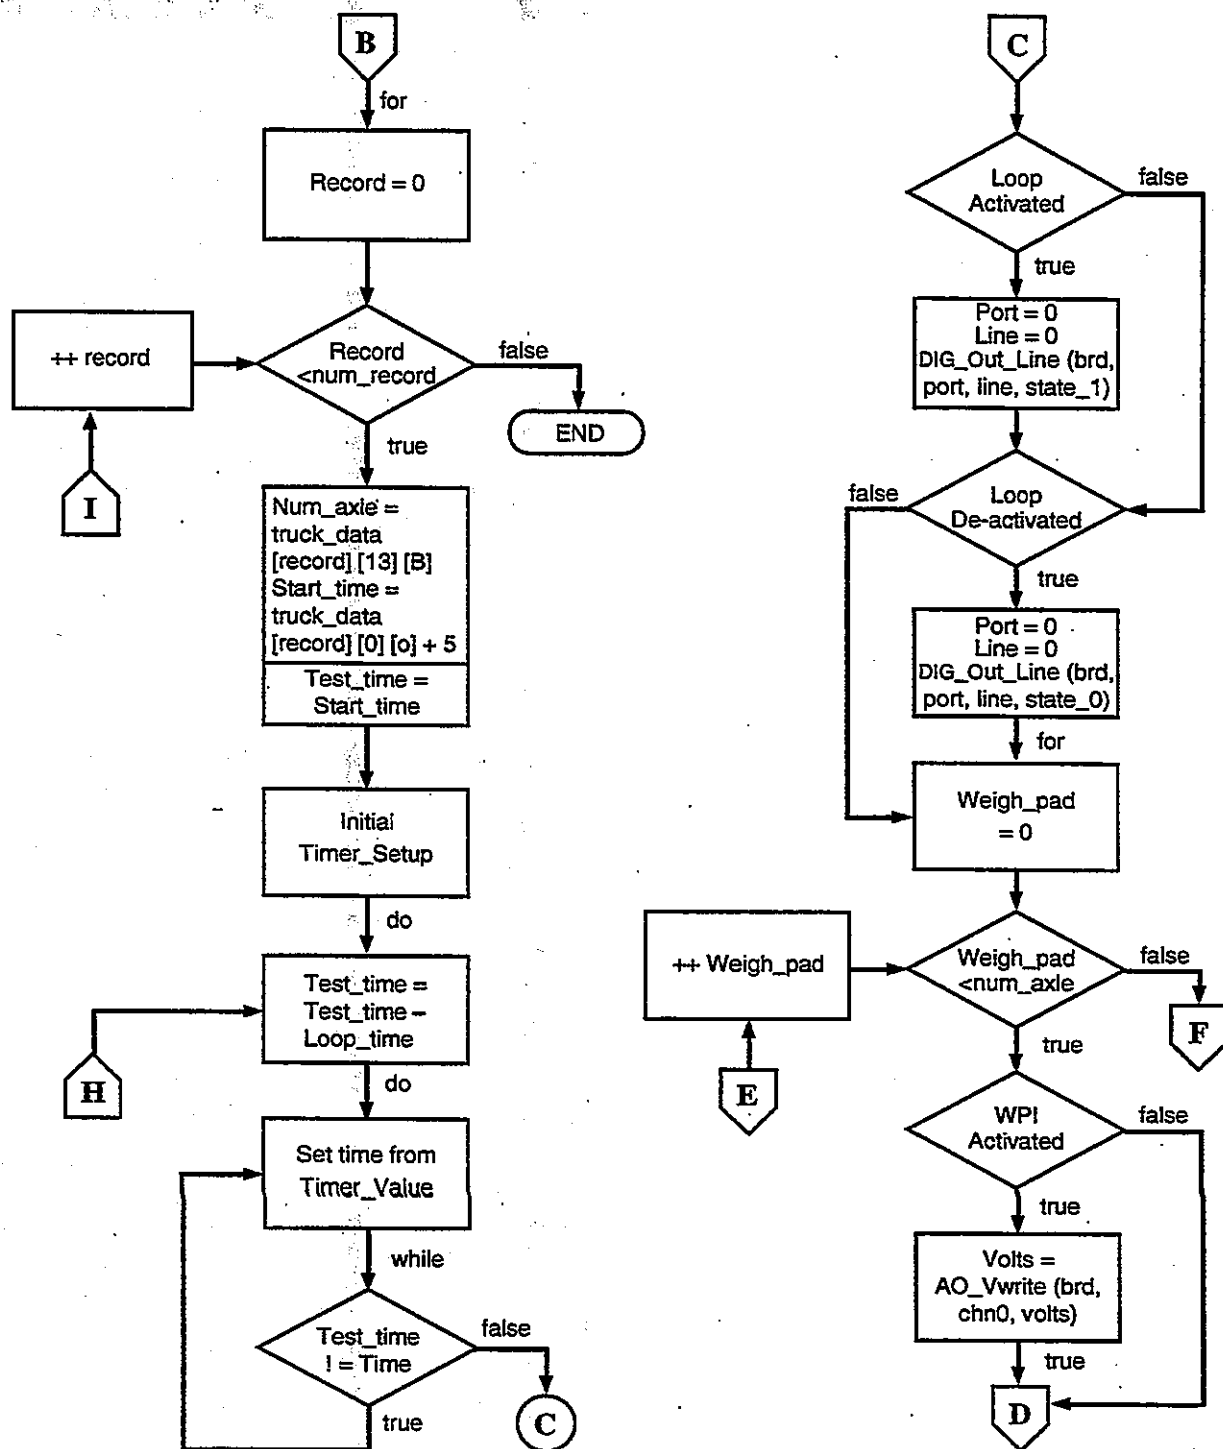 B
for
Record = 0
++ record
Record
<num_record
false
END
true
I
Num_axie =
truck_data
[record] [13] [B]
Start_time =
truck_data
[record] [0] [o] + 5
Test_time =
Start_time
Initial
Timer_Setup
do
Test_time =
Test_time –
Loop_time
H
do
Set time from
Timer_Value
while
Test_time
! = Time
false
true
C
C
Loop
Activated
false
true
Port = 0
Line = 0
DIG_Out_Line (brd,
port, line, state_1)
false
Loop
De-activated
true
Port = 0
Line = 0
DIG_Out_Line (brd,
port, line, state_0)
for
Weigh_pad
= 0
++ Weigh_pad
Weigh_pad
<num_axle
false
F
E
true
WPI
Activated
false
true
Volts =
AO_Vwrite (brd,
chn0, volts)
true
D